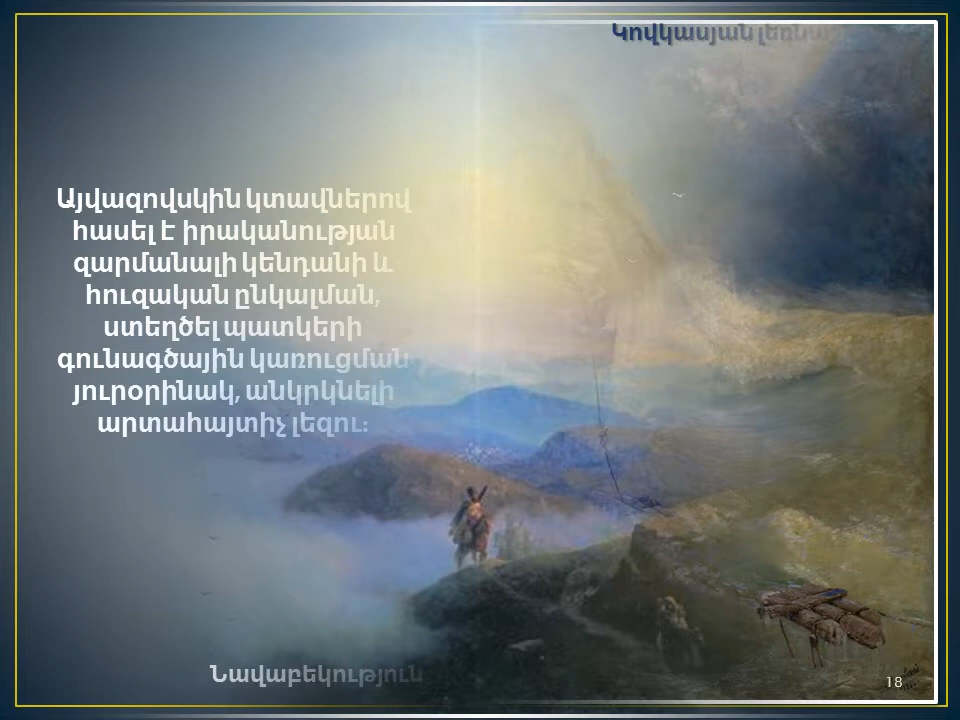 Կովկասյան
Այվազովսկին կտավներով
հասել է իրականության
զարմանալի կենդանի և
հուզական ընկալման,
ստեղծել պատկերի
գունագծային կառուցման
յուրօրինակ, անկրկնելի
արտահայտիչ լեզու։
Նավաբեկություն
18